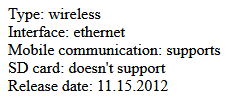 Type: wireless
Interface: ethernet
Mobile communication: supports
SD card: doesn't support
Release date: 11.15.2012